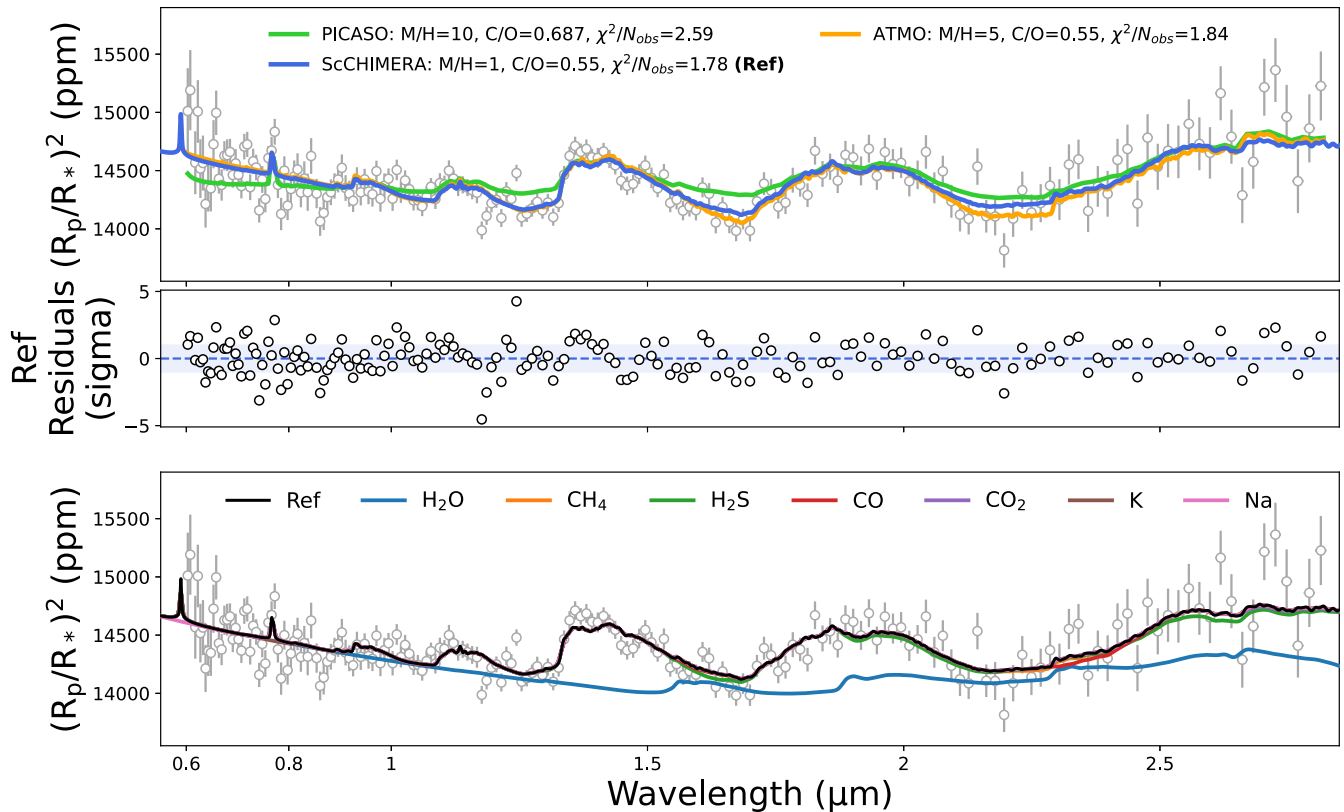 PICASO: M/H=10, C/O=0.687, χ²/N_obs=2.59
ATMO: M/H=5, C/O=0.55, χ²/N_obs=1.84
ScCHIMERA: M/H=1, C/O=0.55, χ²/N_obs=1.78 (Ref)
(R_p/R_*)² (ppm)
15500
15000
14500
14000
Ref
Residuals
(sigma)
5
0
−5
Ref H₂O CH₄ H₂S CO CO₂ K Na
(R_p/R_*)² (ppm)
15500
15000
14500
14000
0.6 0.8 1 1.5 2 2.5
Wavelength (μm)